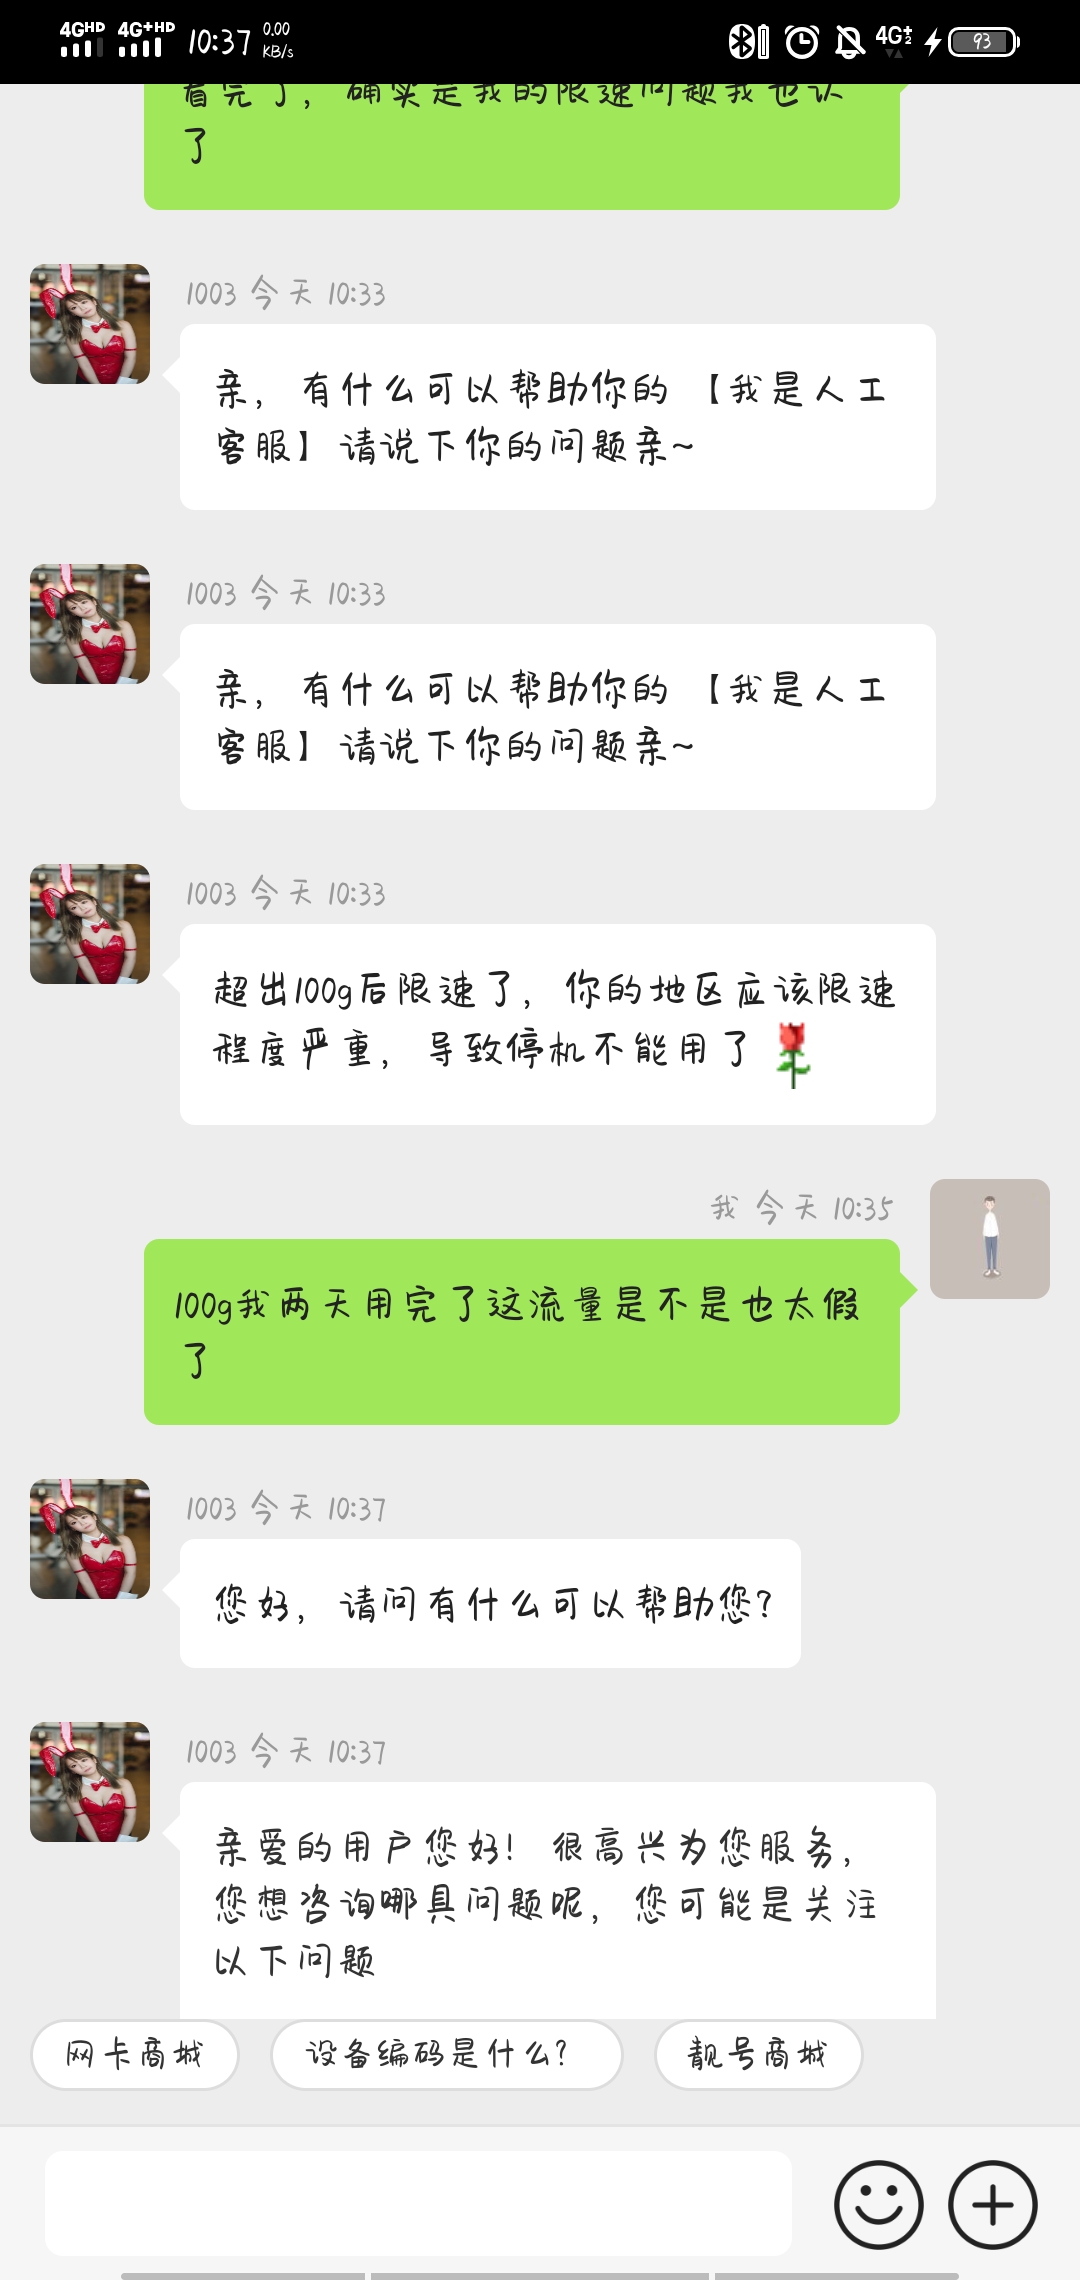 4GHD 4G+HD 10:37 0.00 KB/s 4G+2 93
看完了，确实是我的限速问题我也认
了
1003 今天 10:33
亲，有什么可以帮助你的 【我是人工
客服】请说下你的问题亲~
1003 今天 10:33
亲，有什么可以帮助你的 【我是人工
客服】请说下你的问题亲~
1003 今天 10:33
超出100g后限速了，你的地区应该限速
程度严重，导致停机不能用了
我 今天 10:35
100g我两天用完了这流量是不是也太假
了
1003 今天 10:37
您好，请问有什么可以帮助您?
1003 今天 10:37
亲爱的用户您好！很高兴为您服务，
您想咨询哪具问题呢，您可能是关注
以下问题
网卡商城 设备编码是什么? 靓号商城